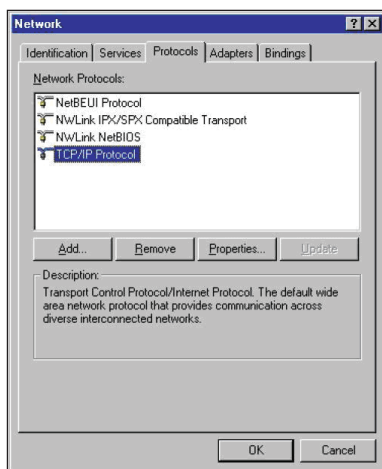 Network
Identification Services Protocols Adapters Bindings
Network Protocols:
NetBEUI Protocol
NWLink IPX/SPX Compatible Transport
NWLink NetBIOS
TCP/IP Protocol
Add... Remove Properties... Update
Description:
Transport Control Protocol/Internet Protocol. The default wide
area network protocol that provides communication across
diverse interconnected networks.
OK Cancel